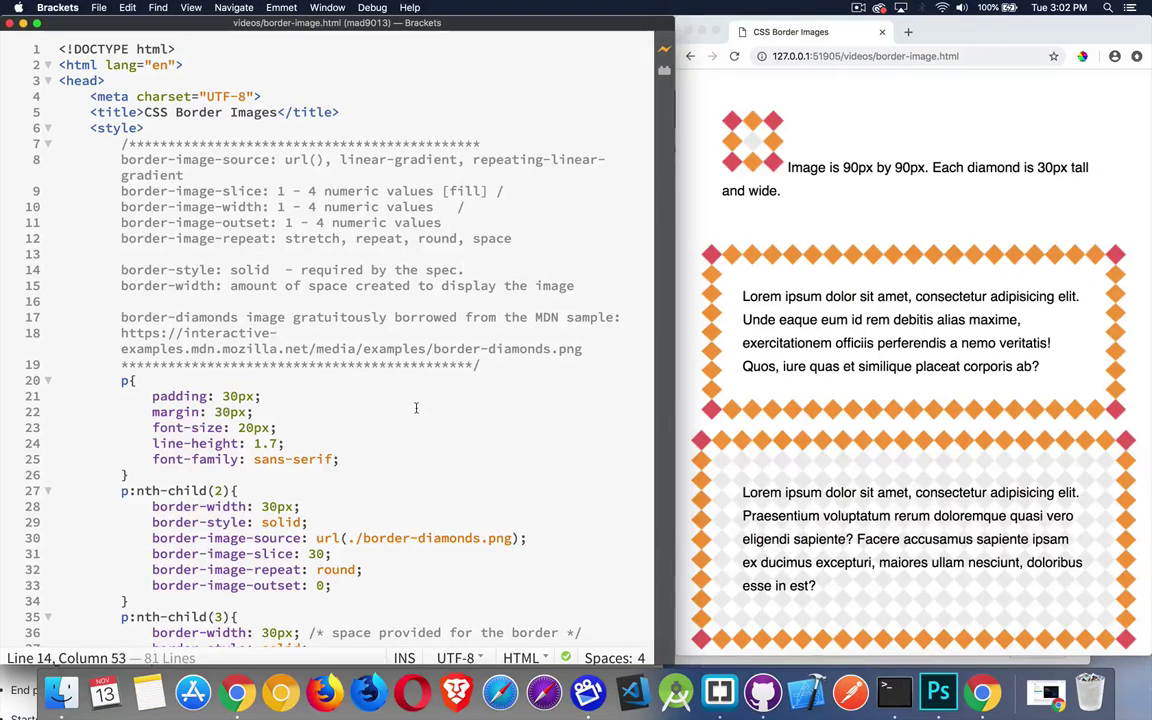 Brackets File Edit Find View Navigate Emmet Window Debug Help 100% Tue 3:02 PM
videos/border-image.html (mad9013) — Brackets
1 <!DOCTYPE html>
2 <html lang="en">
3 <head>
4 <meta charset="UTF-8">
5 <title>CSS Border Images</title>
6 <style>
7 /*********************************************
8 border-image-source: url(), linear-gradient, repeating-linear-
gradient
9 border-image-slice: 1 - 4 numeric values [fill] /
10 border-image-width: 1 - 4 numeric values /
11 border-image-outset: 1 - 4 numeric values
12 border-image-repeat: stretch, repeat, round, space
13
14 border-style: solid - required by the spec.
15 border-width: amount of space created to display the image
16
17 border-diamonds image gratuitously borrowed from the MDN sample:
18 https://interactive-
examples.mdn.mozilla.net/media/examples/border-diamonds.png
19 *********************************************/
20 p{
21 padding: 30px;
22 margin: 30px;
23 font-size: 20px;
24 line-height: 1.7;
25 font-family: sans-serif;
26 }
27 p:nth-child(2){
28 border-width: 30px;
29 border-style: solid;
30 border-image-source: url(./border-diamonds.png);
31 border-image-slice: 30;
32 border-image-repeat: round;
33 border-image-outset: 0;
34 }
35 p:nth-child(3){
36 border-width: 30px; /* space provided for the border */
Line 14, Column 53 — 81 Lines INS UTF-8 HTML Spaces: 4
CSS Border Images
127.0.0.1:51905/videos/border-image.html
Image is 90px by 90px. Each diamond is 30px tall
and wide.
Lorem ipsum dolor sit amet, consectetur adipisicing elit.
Unde eaque eum id rem debitis alias maxime,
exercitationem officiis perferendis a nemo veritatis!
Quos, iure quas et similique placeat corporis ab?
Lorem ipsum dolor sit amet, consectetur adipisicing elit.
Praesentium voluptatum rerum doloremque quasi vero
eligendi sapiente? Facere accusamus sapiente ipsam
ex ducimus excepturi, maiores ullam nesciunt, doloribus
esse in est?
End p
NOV
13
Ps